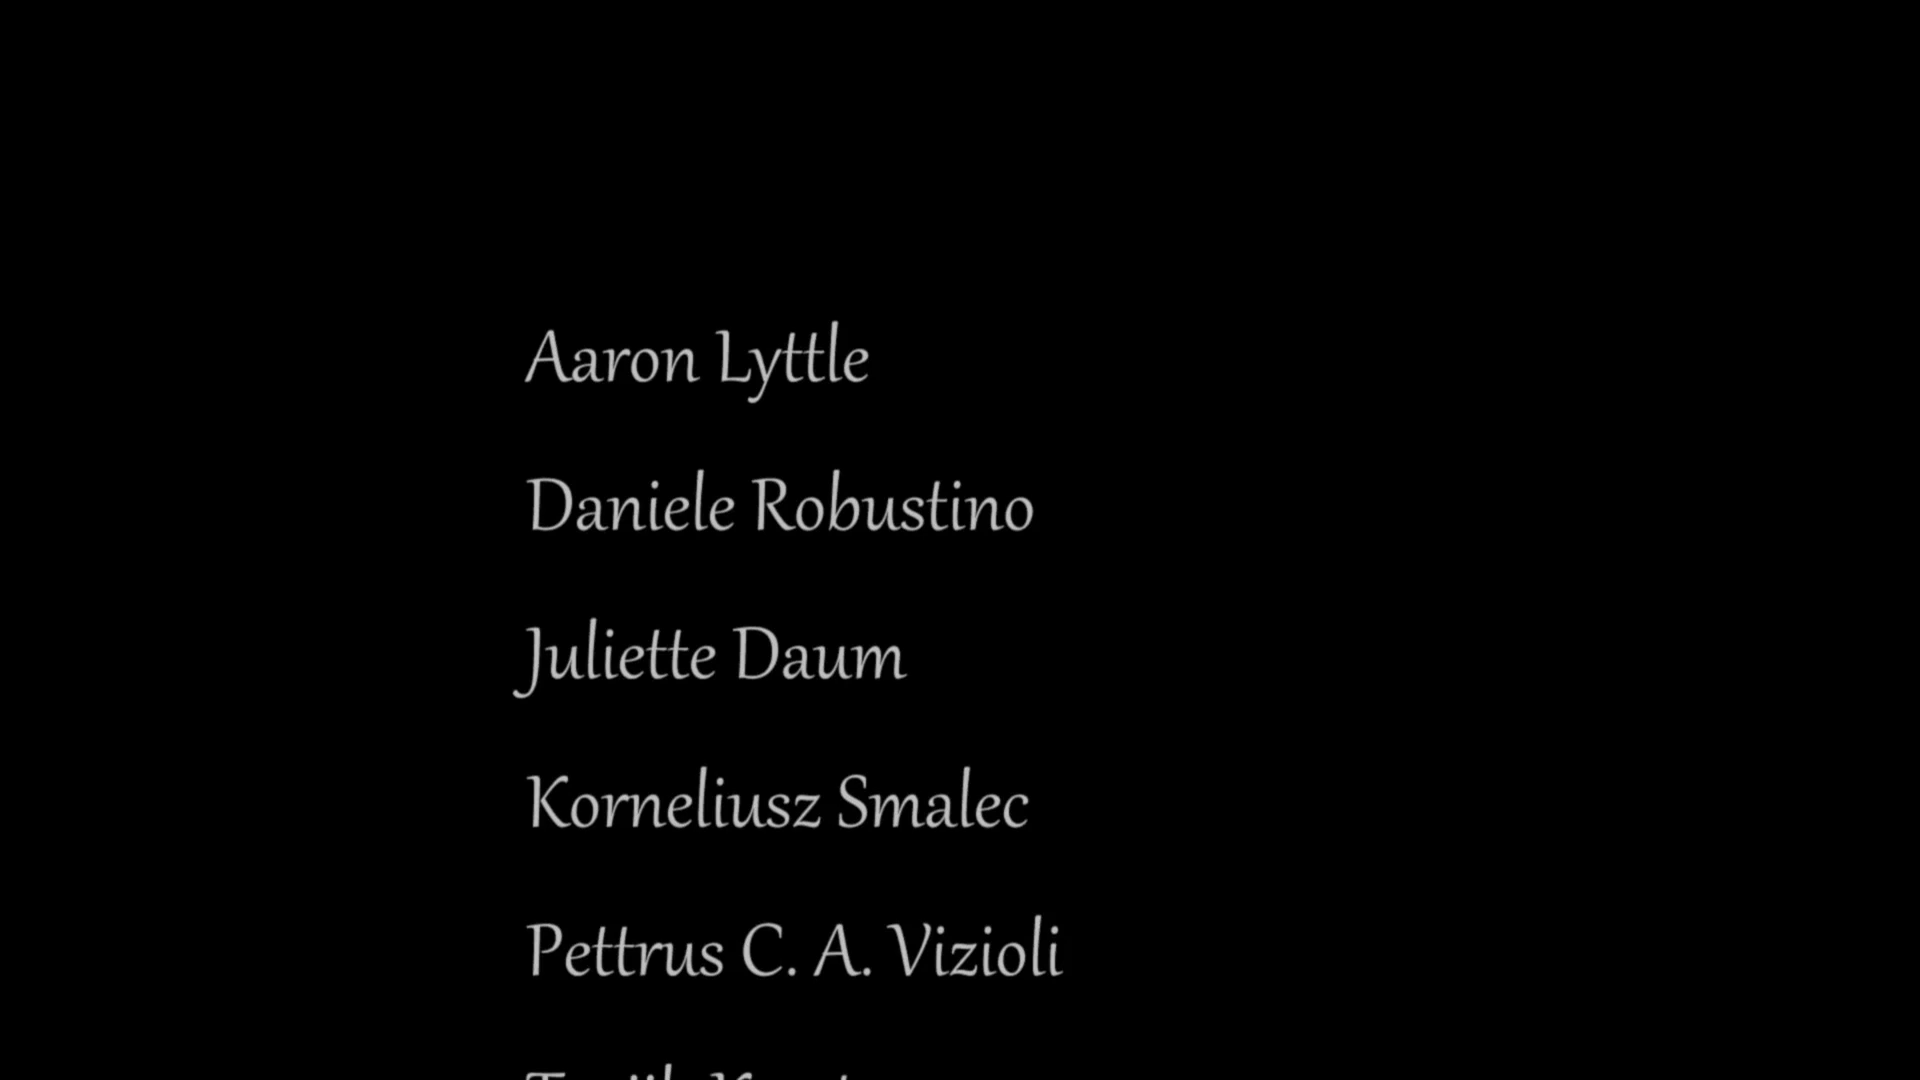 Aaron Lyttle
Daniele Robustino
Juliette Daum
Korneliusz Smalec
Pettrus C. A. Vizioli